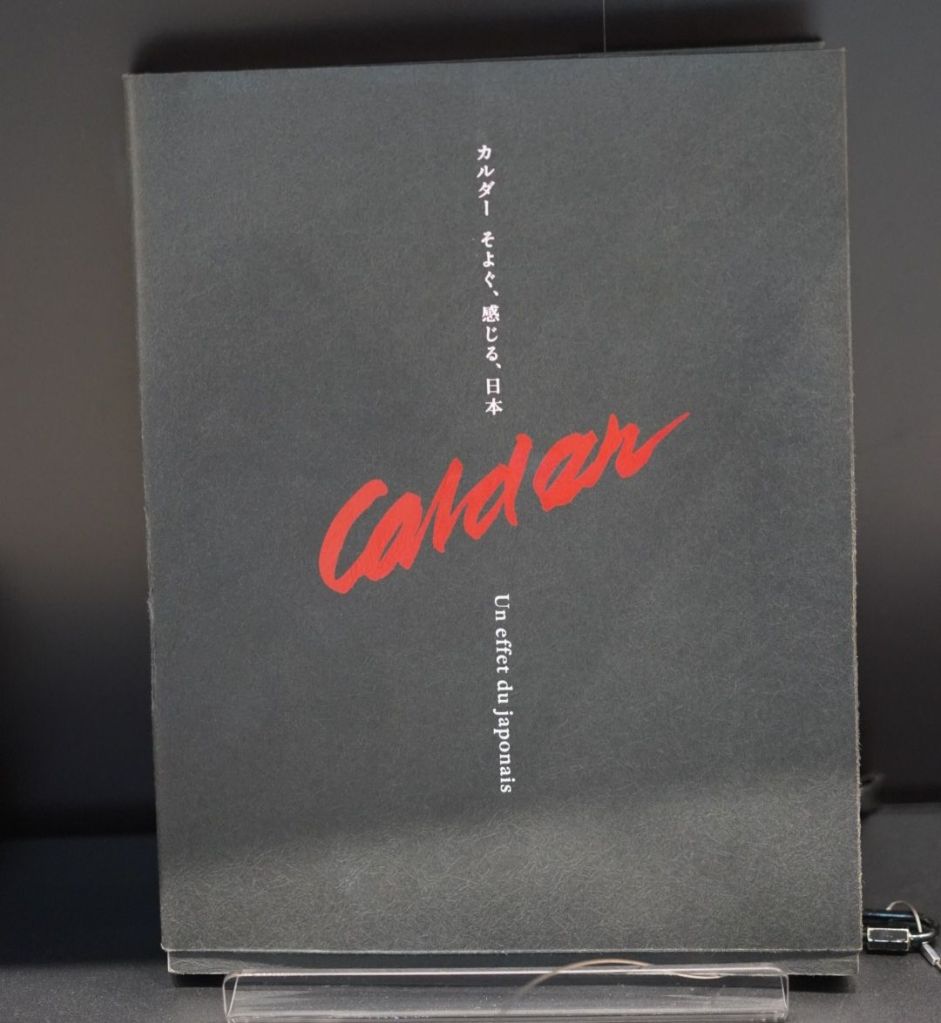 カルダー そよぐ、感じる、日本
Calder
Un effet du japonais